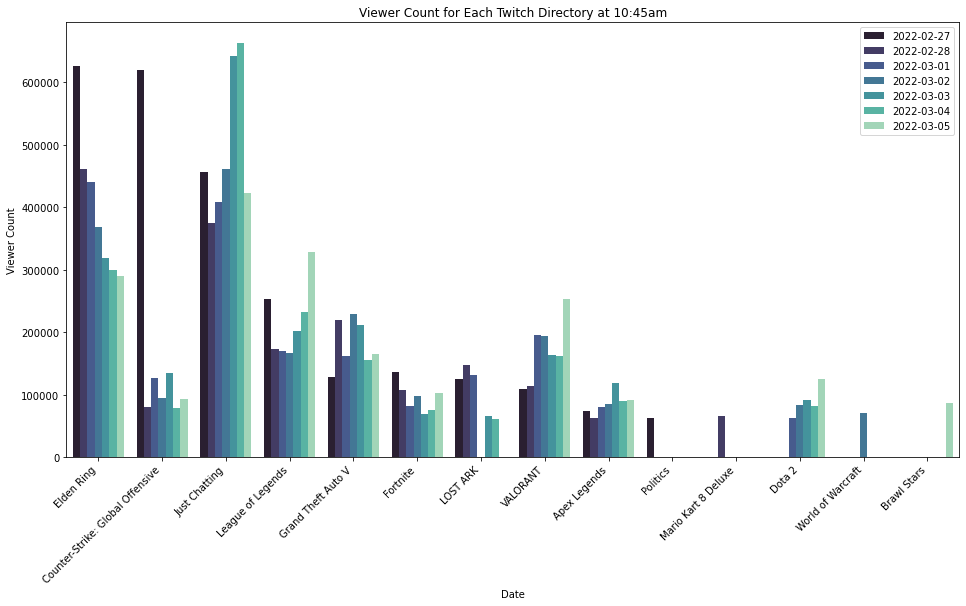 Viewer Count for Each Twitch Directory at 10:45am
2022-02-27
2022-02-28
2022-03-01
2022-03-02
2022-03-03
2022-03-04
2022-03-05
Viewer Count
600000
500000
400000
300000
200000
100000
0
Elden Ring
Counter-Strike: Global Offensive
Just Chatting
League of Legends
Grand Theft Auto V
Fortnite
LOST ARK
VALORANT
Apex Legends
Politics
Mario Kart 8 Deluxe
Dota 2
World of Warcraft
Brawl Stars
Date